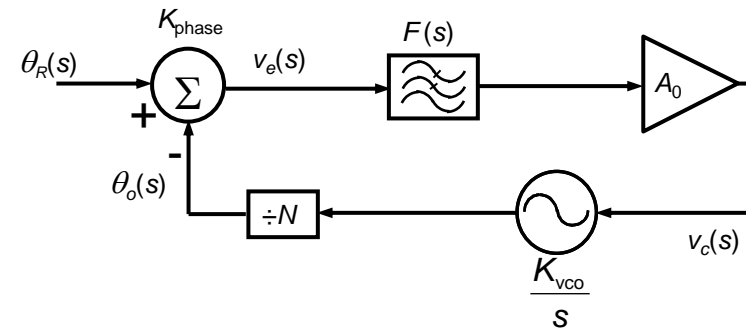 K_phase
F(s)
θ_R(s)
v_e(s)
Σ
A_0
+
-
θ_o(s)
÷N
v_c(s)
K_vco
s